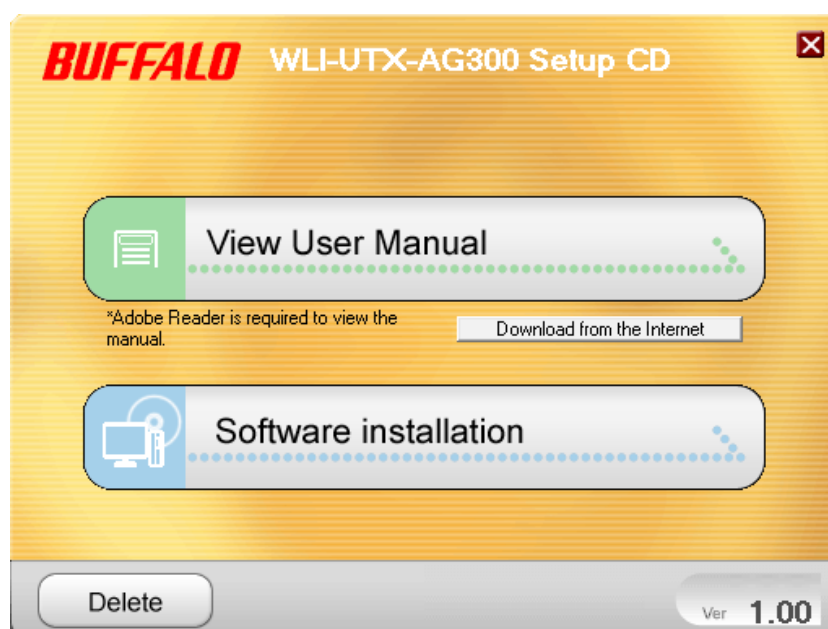 BUFFALO WLI-UTX-AG300 Setup CD
View User Manual
*Adobe Reader is required to view the
manual.
Download from the Internet
Software installation
Delete
Ver 1.00